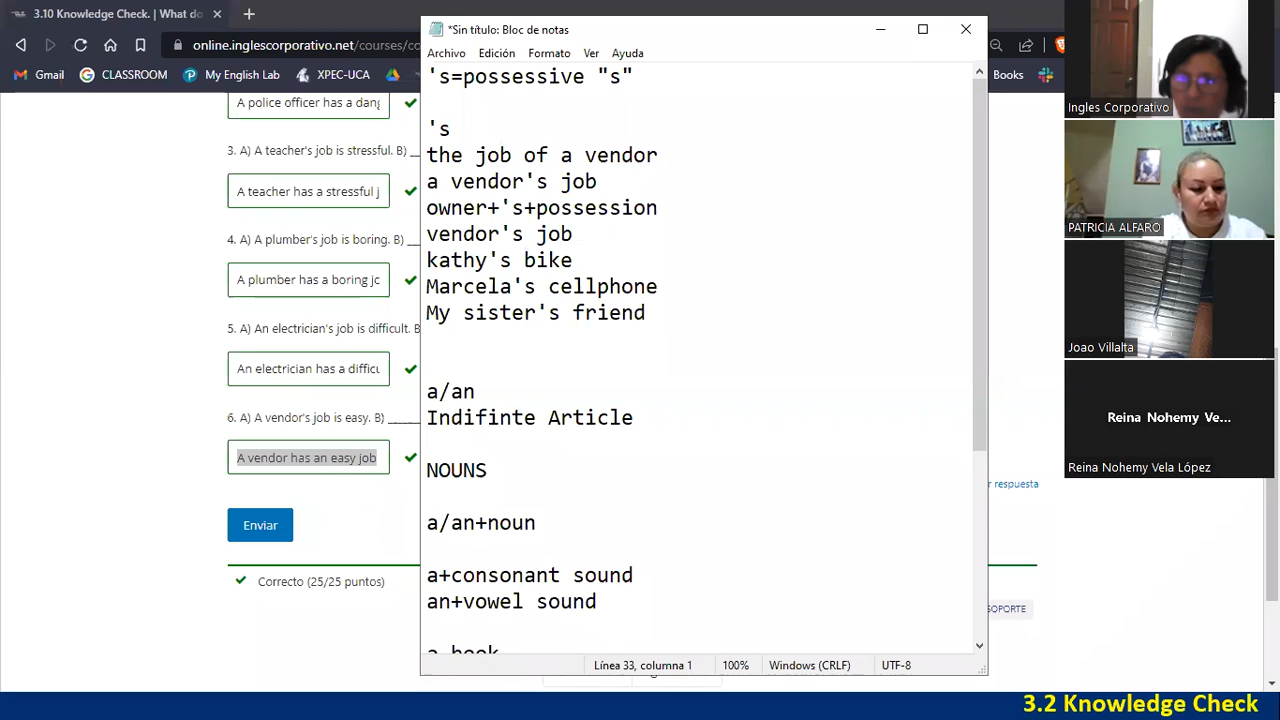 3.10 Knowledge Check. | What do
*Sin título: Bloc de notas
online.inglescorporativo.net/courses/co
Archivo Edición Formato Ver Ayuda
Gmail CLASSROOM My English Lab XPEDUCA Books
's=possessive "s"
's
the job of a vendor
a vendor's job
owner+'s+possession
vendor's job
kathy's bike
Marcela's cellphone
My sister's friend
a/an
Indifinte Article
NOUNS
a/an+noun
a+consonant sound
an+vowel sound
a book
Línea 33, columna 1 100% Windows (CRLF) UTF-8
A police officer has a dang
3. A) A teacher's job is stressful. B)
A teacher has a stressful j
4. A) A plumber's job is boring. B)
A plumber has a boring jo
5. A) An electrician's job is difficult. B
An electrician has a difficu
6. A) A vendor's job is easy. B)
A vendor has an easy job
r respuesta
Enviar
Correcto (25/25 puntos)
SOPORTE
Ingles Corporativo
PATRICIA ALFARO
Joao Villalta
Reina Nohemy Ve...
Reina Nohemy Vela López
3.2 Knowledge Check